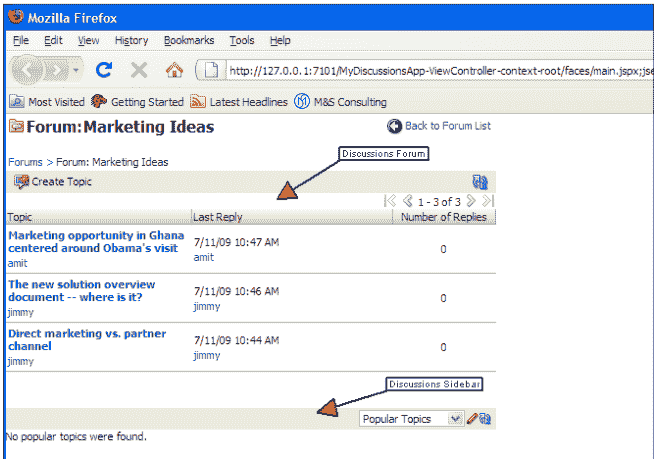 Mozilla Firefox
File Edit View History Bookmarks Tools Help
http://127.0.0.1:7101/MyDiscussionsApp-ViewController-context-root/faces/main.jspx;jse
Most Visited Getting Started Latest Headlines M&S Consulting
Forum:Marketing Ideas Back to Forum List
Discussions Forum
Forums > Forum: Marketing Ideas
Create Topic
1 - 3 of 3
Topic Last Reply Number of Replies
Marketing opportunity in Ghana
centered around Obama's visit
amit
7/11/09 10:47 AM
amit
0
The new solution overview
document -- where is it?
jimmy
7/11/09 10:46 AM
jimmy
0
Direct marketing vs. partner
channel
jimmy
7/11/09 10:44 AM
jimmy
0
Discussions Sidebar
Popular Topics
No popular topics were found.